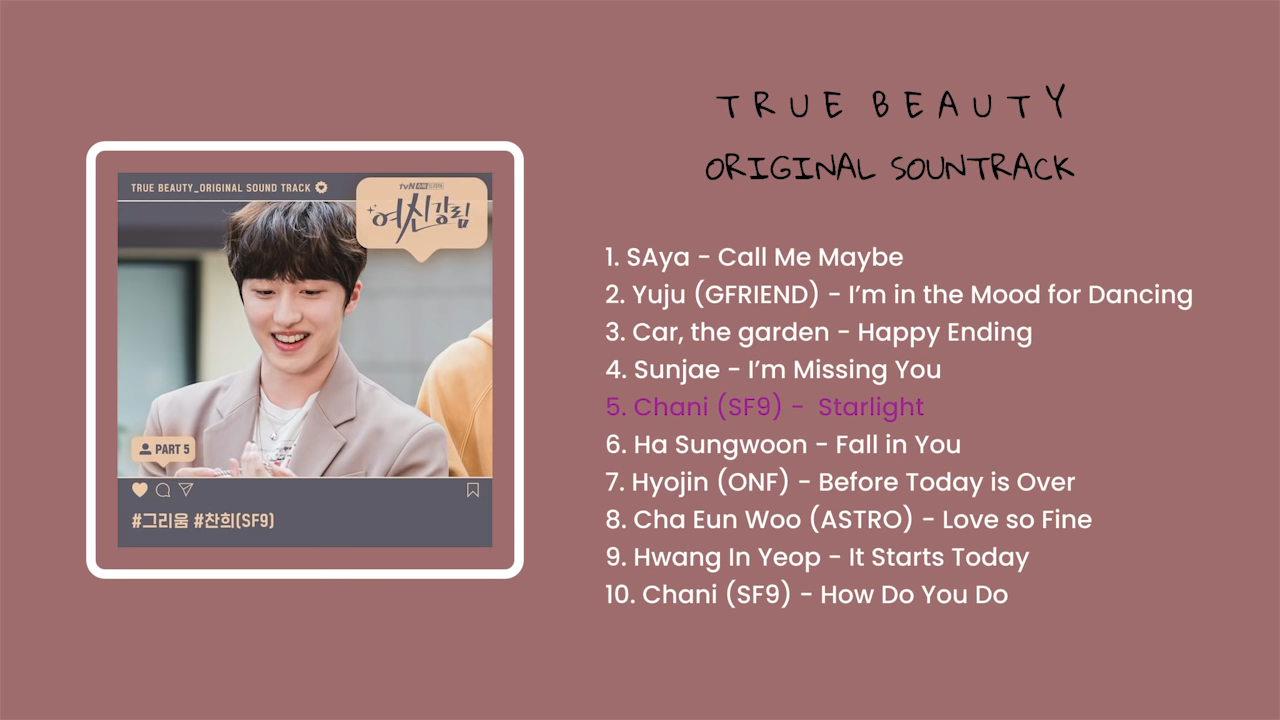 TRUE BEAUTY_ORIGINAL SOUND TRACK
tvN
여신강림
PART 5
#그리움 #찬희(SF9)
TRUE BEAUTY
ORIGINAL SOUNTRACK
1. SAya - Call Me Maybe
2. Yuju (GFRIEND) - I’m in the Mood for Dancing
3. Car, the garden - Happy Ending
4. Sunjae - I’m Missing You
5. Chani (SF9) -  Starlight
6. Ha Sungwoon - Fall in You
7. Hyojin (ONF) - Before Today is Over
8. Cha Eun Woo (ASTRO) - Love so Fine
9. Hwang In Yeop - It Starts Today
10. Chani (SF9) - How Do You Do